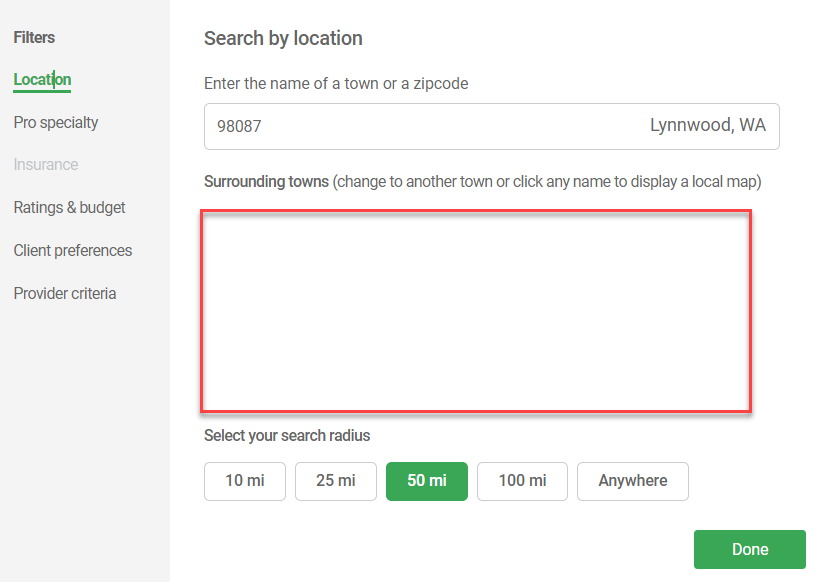 Filters
Location
Pro specialty
Insurance
Ratings & budget
Client preferences
Provider criteria
Search by location
Enter the name of a town or a zipcode
98087 Lynnwood, WA
Surrounding towns (change to another town or click any name to display a local map)
Select your search radius
10 mi 25 mi 50 mi 100 mi Anywhere
Done